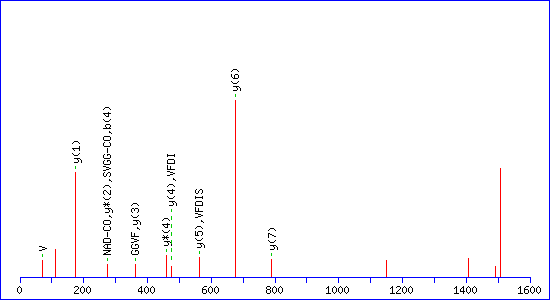 V
y(1)
NAD-CO,y*(2),SVGG-CO,b(4)
GGVF,y(3)
y*(4)
y(4),VFDI
y(5),VFDIS
y(6)
y(7)
0 200 400 600 800 1000 1200 1400 1600